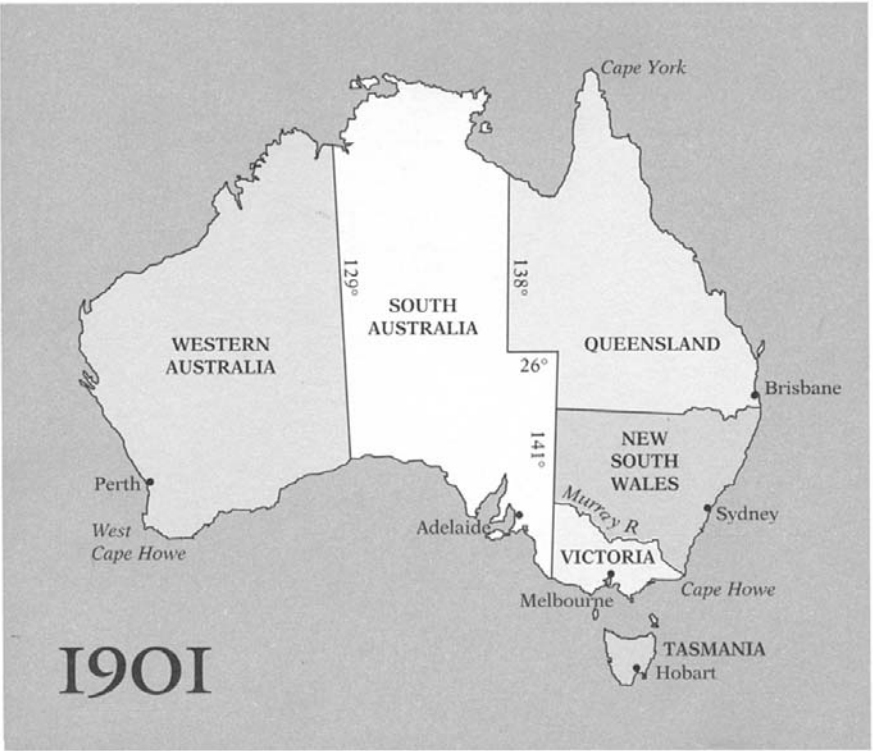 Cape York
129°
138°
SOUTH
AUSTRALIA
WESTERN
AUSTRALIA
QUEENSLAND
26°
Brisbane
141°
NEW
SOUTH
WALES
Perth
Murray R
Sydney
West
Cape Howe
Adelaide
VICTORIA
Cape Howe
Melbourne
TASMANIA
Hobart
1901